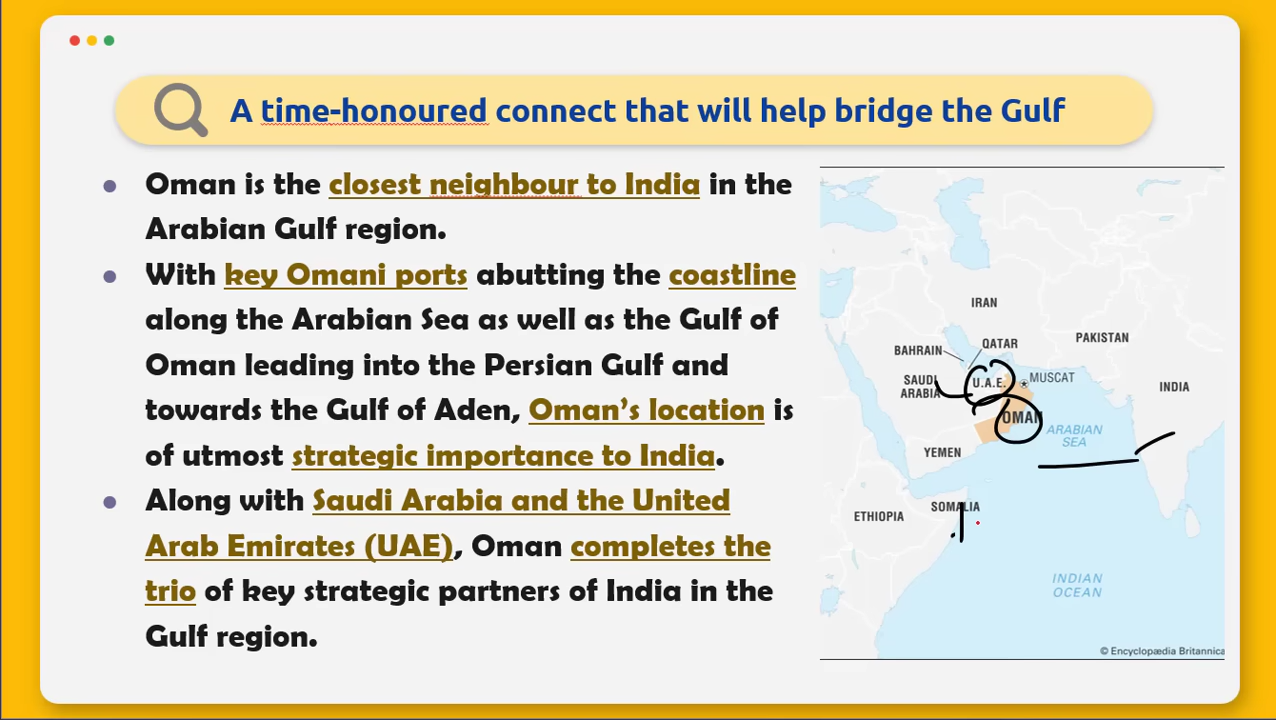 A time-honoured connect that will help bridge the Gulf
Oman is the closest neighbour to India in the
Arabian Gulf region.
With key Omani ports abutting the coastline
along the Arabian Sea as well as the Gulf of
Oman leading into the Persian Gulf and
towards the Gulf of Aden, Oman’s location is
of utmost strategic importance to India.
Along with Saudi Arabia and the United
Arab Emirates (UAE), Oman completes the
trio of key strategic partners of India in the
Gulf region.
IRAN
BAHRAIN
QATAR
PAKISTAN
SAUDI
ARABIA
U.A.E.
MUSCAT
INDIA
OMAN
ARABIAN
SEA
YEMEN
ETHIOPIA
SOMALIA
INDIAN
OCEAN
© Encyclopædia Britannica